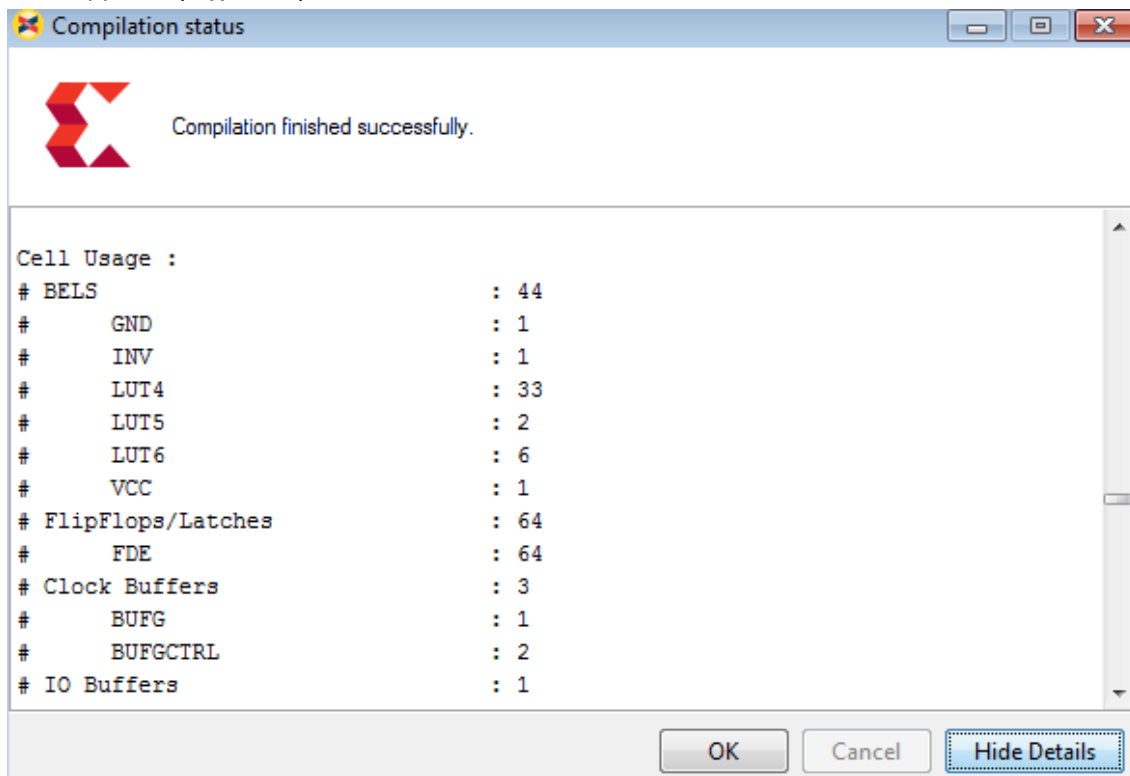 Compilation status
Compilation finished successfully.
Cell Usage :
# BELS : 44
# GND : 1
# INV : 1
# LUT4 : 33
# LUT5 : 2
# LUT6 : 6
# VCC : 1
# FlipFlops/Latches : 64
# FDE : 64
# Clock Buffers : 3
# BUFG : 1
# BUFGCTRL : 2
# IO Buffers : 1
OK Cancel Hide Details